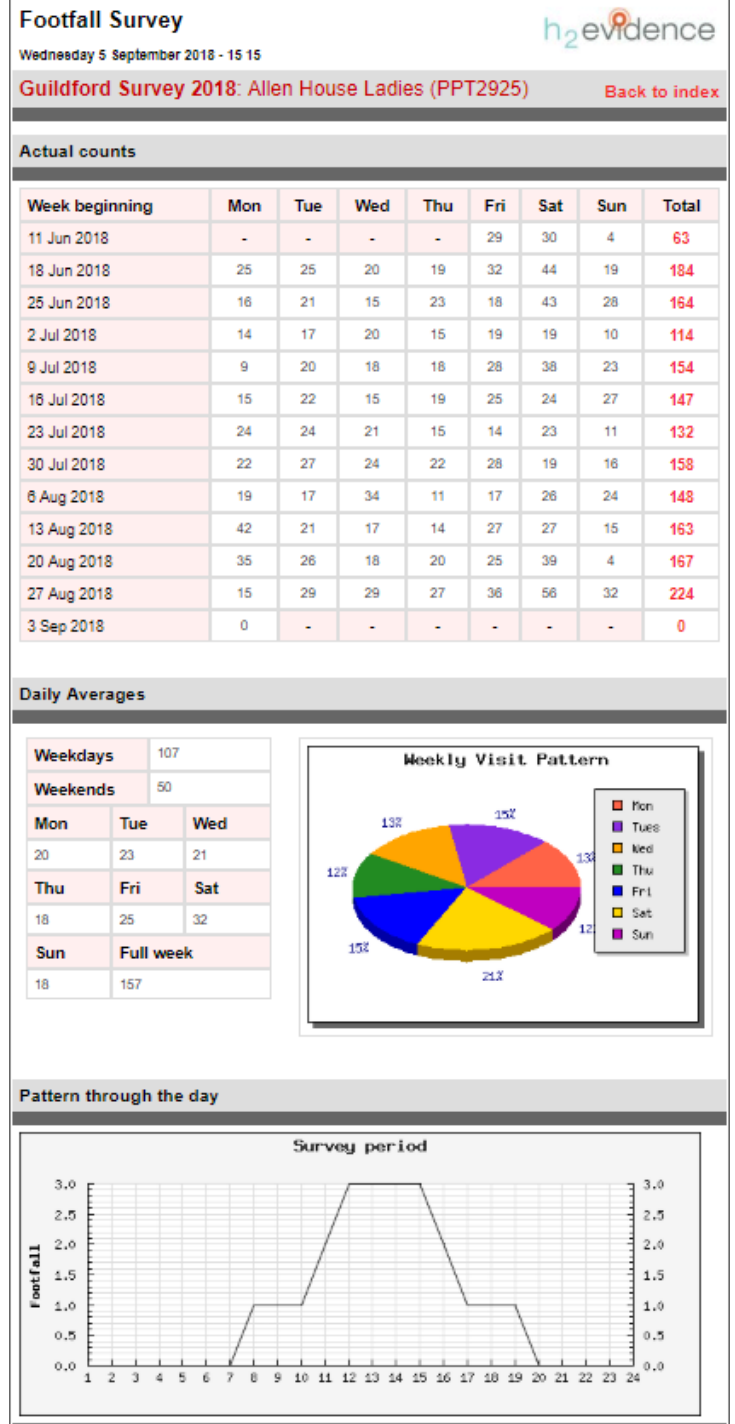 Footfall Survey
h2evidence
Wednesday 5 September 2018 - 15 15
Guildford Survey 2018: Allen House Ladies (PPT2925) Back to index
Actual counts
Week beginning Mon Tue Wed Thu Fri Sat Sun Total
11 Jun 2018 - - - - 29 30 4 63
18 Jun 2018 25 25 20 19 32 44 19 184
25 Jun 2018 16 21 15 23 18 43 28 164
2 Jul 2018 14 17 20 15 19 19 10 114
9 Jul 2018 9 20 18 18 28 38 23 154
16 Jul 2018 15 22 15 19 25 24 27 147
23 Jul 2018 24 24 21 15 14 23 11 132
30 Jul 2018 22 27 24 22 28 19 16 158
6 Aug 2018 19 17 34 11 17 26 24 148
13 Aug 2018 42 21 17 14 27 27 15 163
20 Aug 2018 35 26 18 20 25 39 4 167
27 Aug 2018 15 29 29 27 36 56 32 224
3 Sep 2018 0 - - - - - - 0
Daily Averages
Weekdays 107
Weekends 50
Mon Tue Wed
20 23 21
Thu Fri Sat
18 25 32
Sun Full week
18 157
Weekly Visit Pattern
13%
15%
13%
12%
15%
21%
12
Mon
Tues
Wed
Thu
Fri
Sat
Sun
Pattern through the day
Survey period
Footfall
3.0 3.0
2.5 2.5
2.0 2.0
1.5 1.5
1.0 1.0
0.5 0.5
0.0 0.0
1 2 3 4 5 6 7 8 9 10 11 12 13 14 15 16 17 18 19 20 21 22 23 24